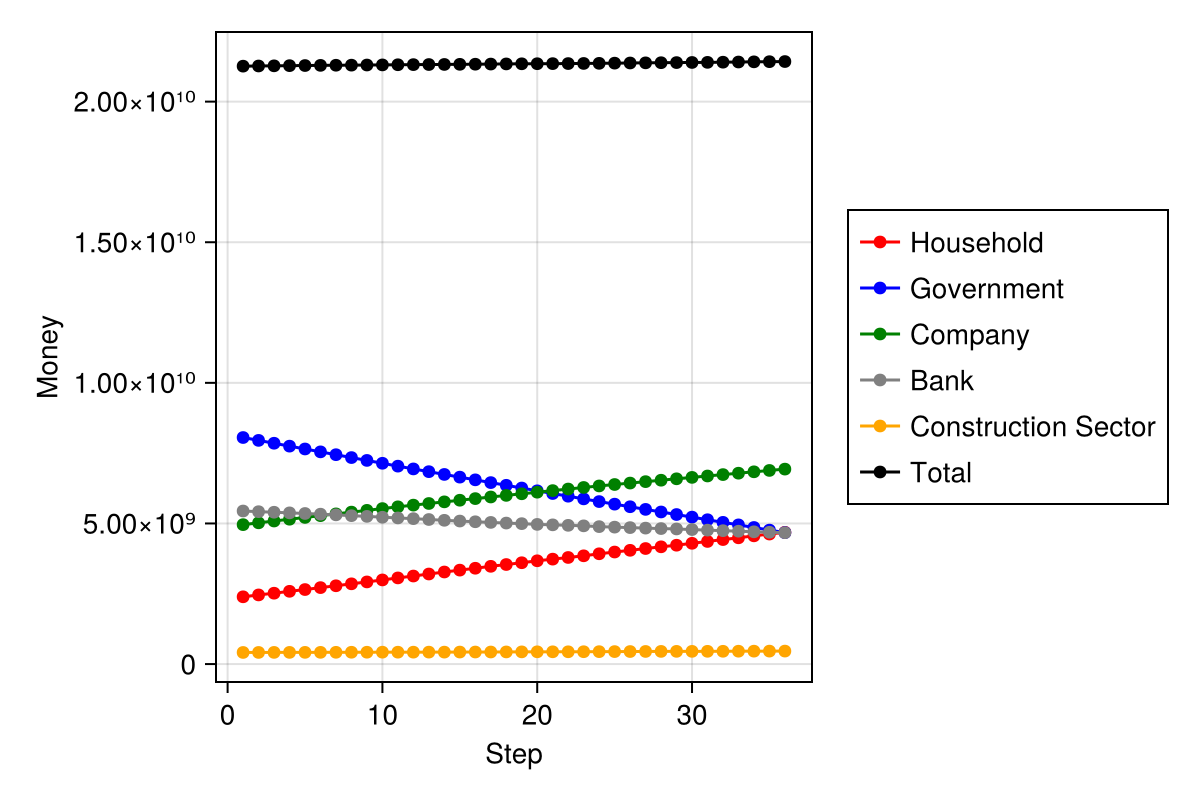 2.00×10¹⁰
1.50×10¹⁰
1.00×10¹⁰
5.00×10⁹
0
Money
0 10 20 30
Step
Household
Government
Company
Bank
Construction Sector
Total